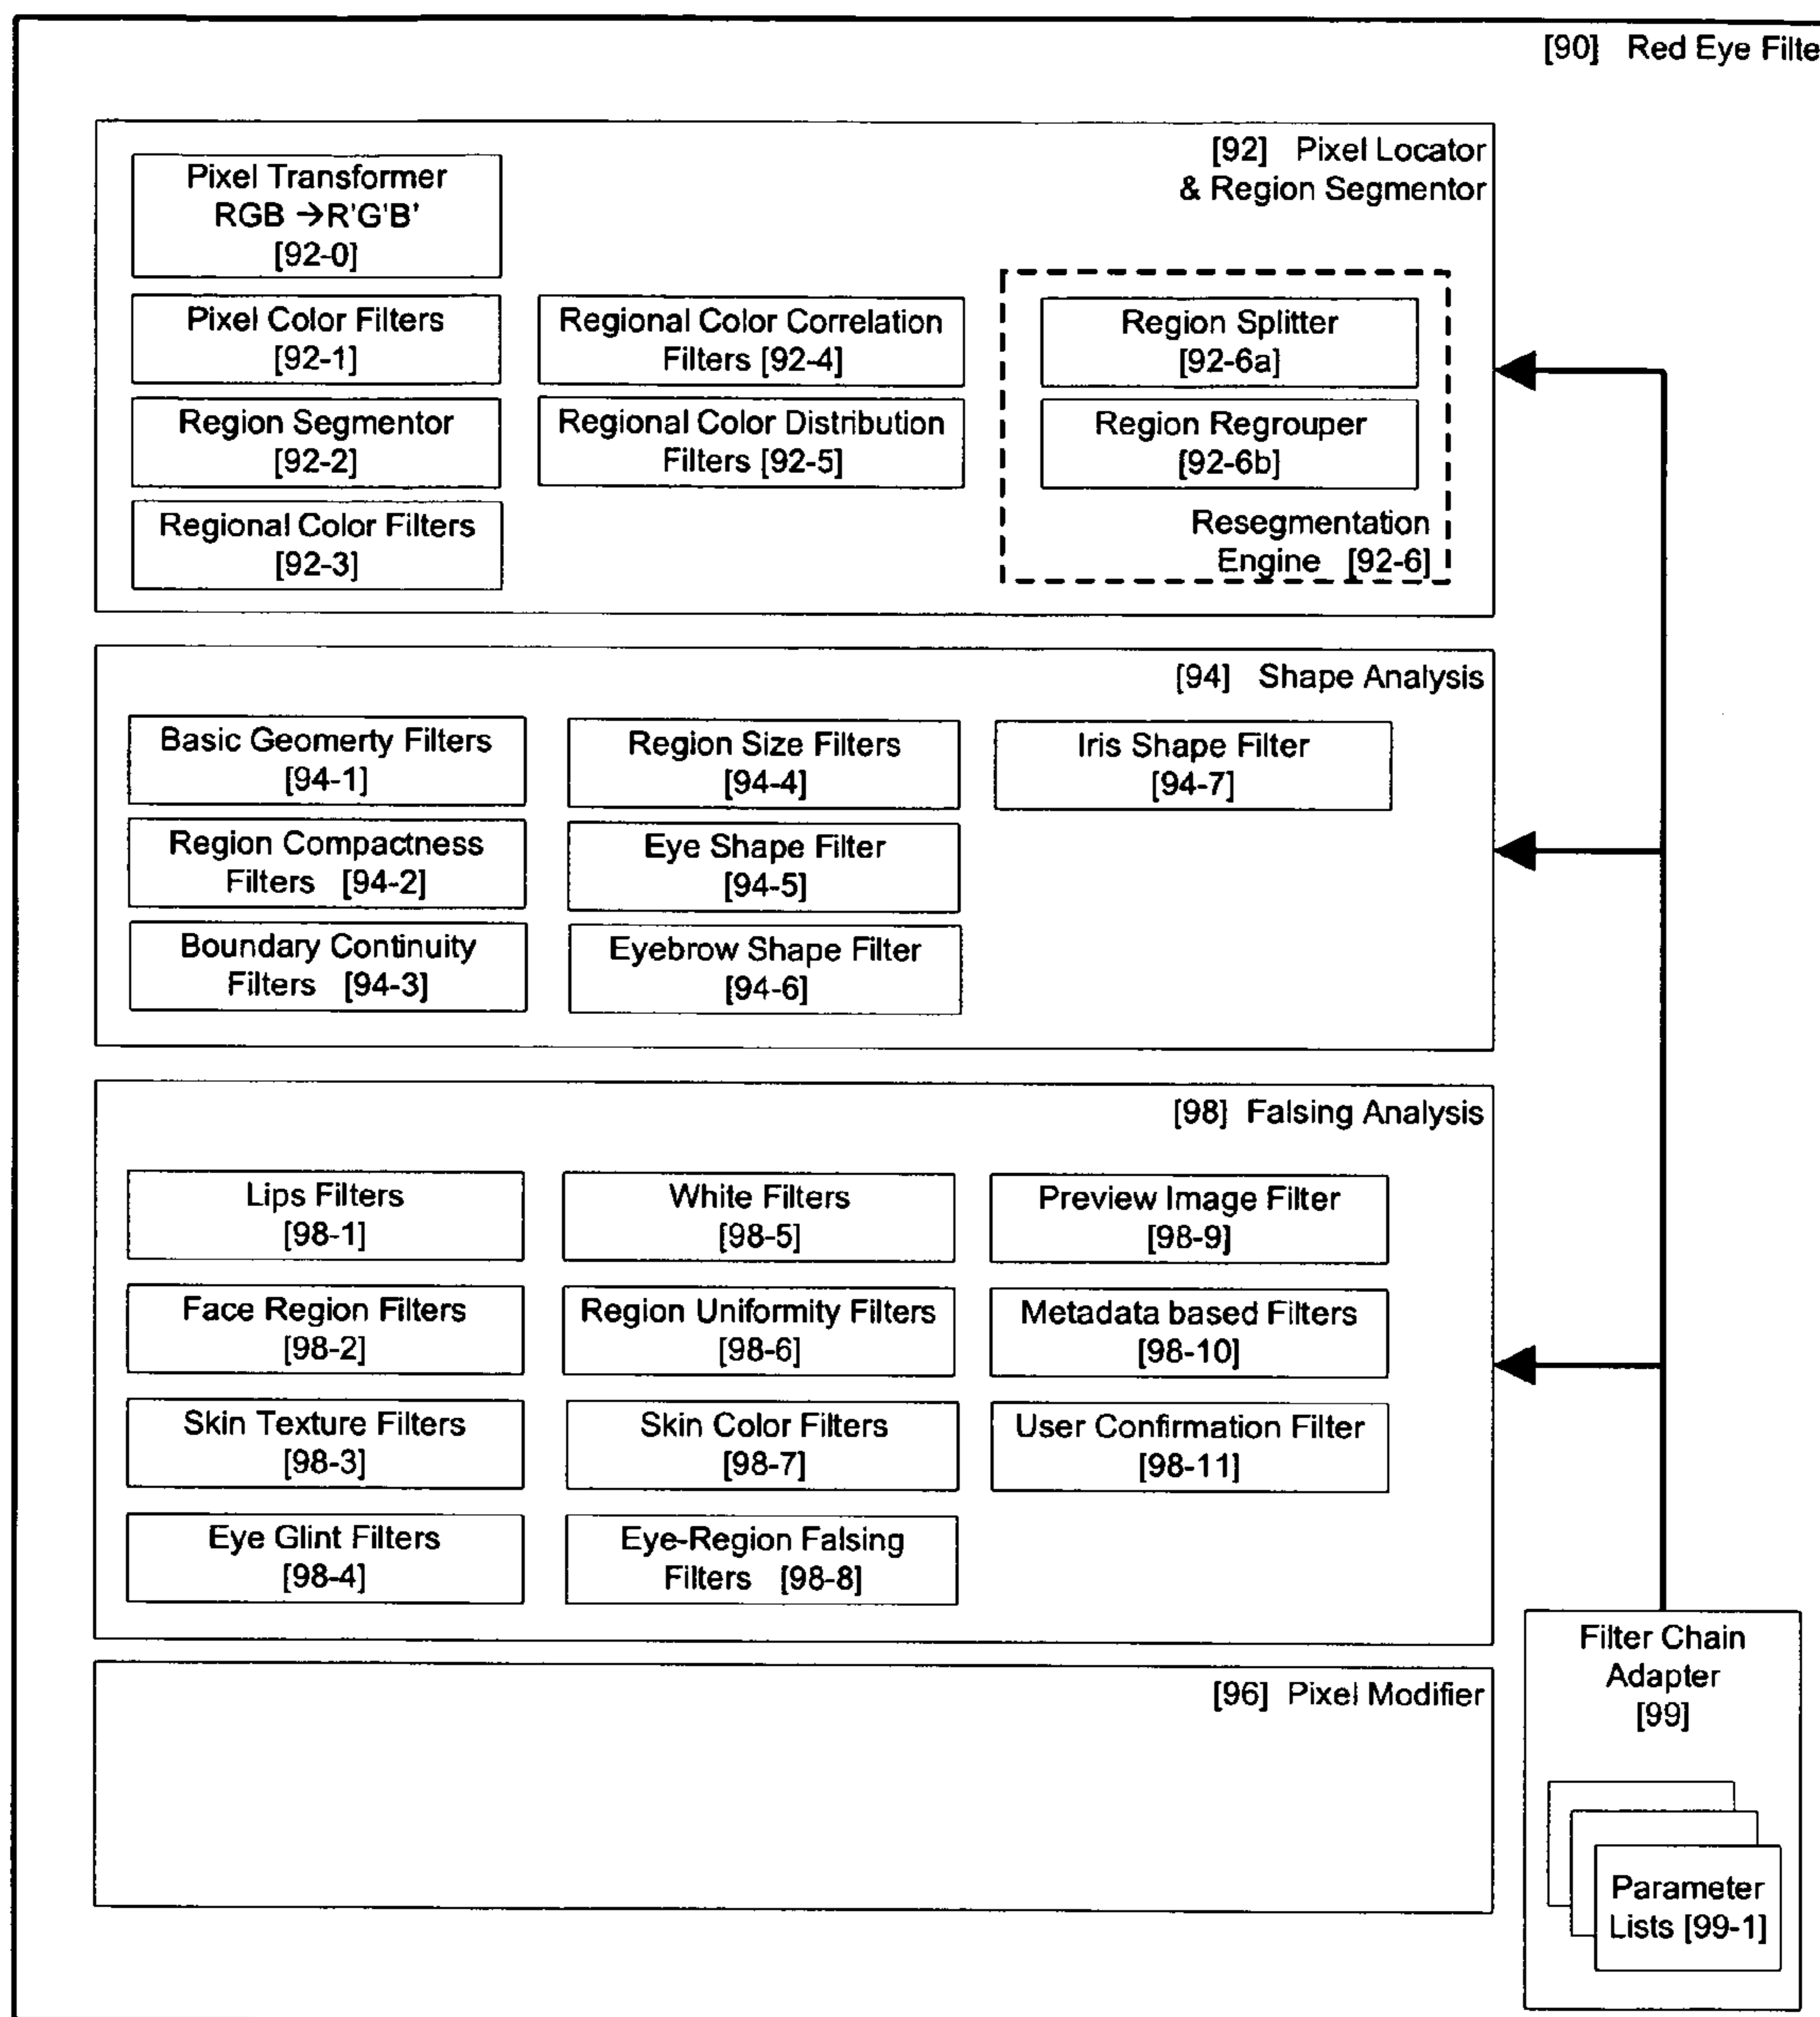 [90] Red Eye Filte
[92] Pixel Locator
& Region Segmentor
Pixel Transformer
RGB →R'G'B'
[92-0]
Pixel Color Filters
[92-1]
Region Segmentor
[92-2]
Regional Color Filters
[92-3]
Regional Color Correlation
Filters [92-4]
Regional Color Distribution
Filters [92-5]
Region Splitter
[92-6a]
Region Regrouper
[92-6b]
Resegmentation
Engine [92-6]
[94] Shape Analysis
Basic Geomerty Filters
[94-1]
Region Compactness
Filters [94-2]
Boundary Continuity
Filters [94-3]
Region Size Filters
[94-4]
Eye Shape Filter
[94-5]
Eyebrow Shape Filter
[94-6]
Iris Shape Filter
[94-7]
[98] Falsing Analysis
Lips Filters
[98-1]
Face Region Filters
[98-2]
Skin Texture Filters
[98-3]
Eye Glint Filters
[98-4]
White Filters
[98-5]
Region Uniformity Filters
[98-6]
Skin Color Filters
[98-7]
Eye-Region Falsing
Filters [98-8]
Preview Image Filter
[98-9]
Metadata based Filters
[98-10]
User Confirmation Filter
[98-11]
[96] Pixel Modifier
Filter Chain
Adapter
[99]
Parameter
Lists [99-1]